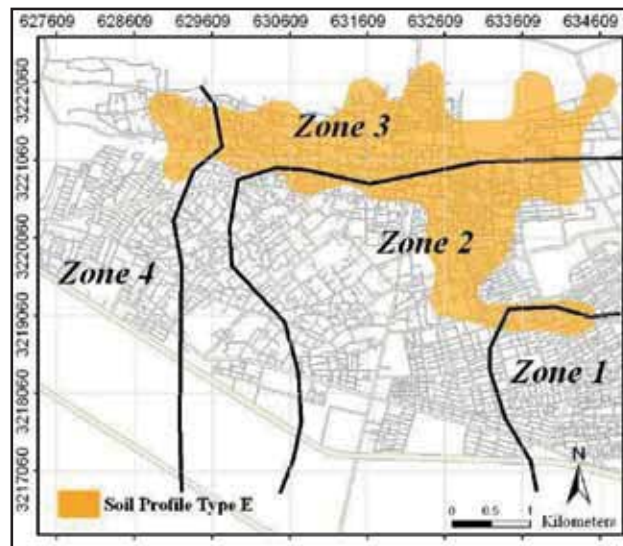 627609 628609 629609 630609 631609 632609 633609 634609
3222060
3221060
3220060
3219060
3218060
3217060
Zone 3
Zone 2
Zone 4
Zone 1
N
Soil Profile Type E
0 0.5 1
Kilometers